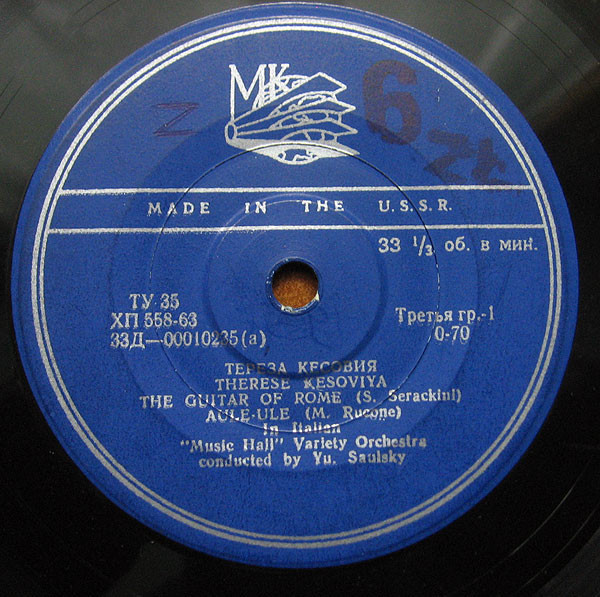 МК
Z
6 zł
MADE IN THE U.S.S.R.
33 1/3 об. в мин.
ТУ 35
ХП 558-63
33Д—00010235(а)
Третья гр.-1
0-70
ТЕРЕЗА КЕСОВИЯ
THERESE KESOVIYA
THE GUITAR OF ROME (S. Serackini)
AULE-ULE (M. Rucone)
In Italian
"Music Hall" Variety Orchestra
conducted by Yu. Saulsky